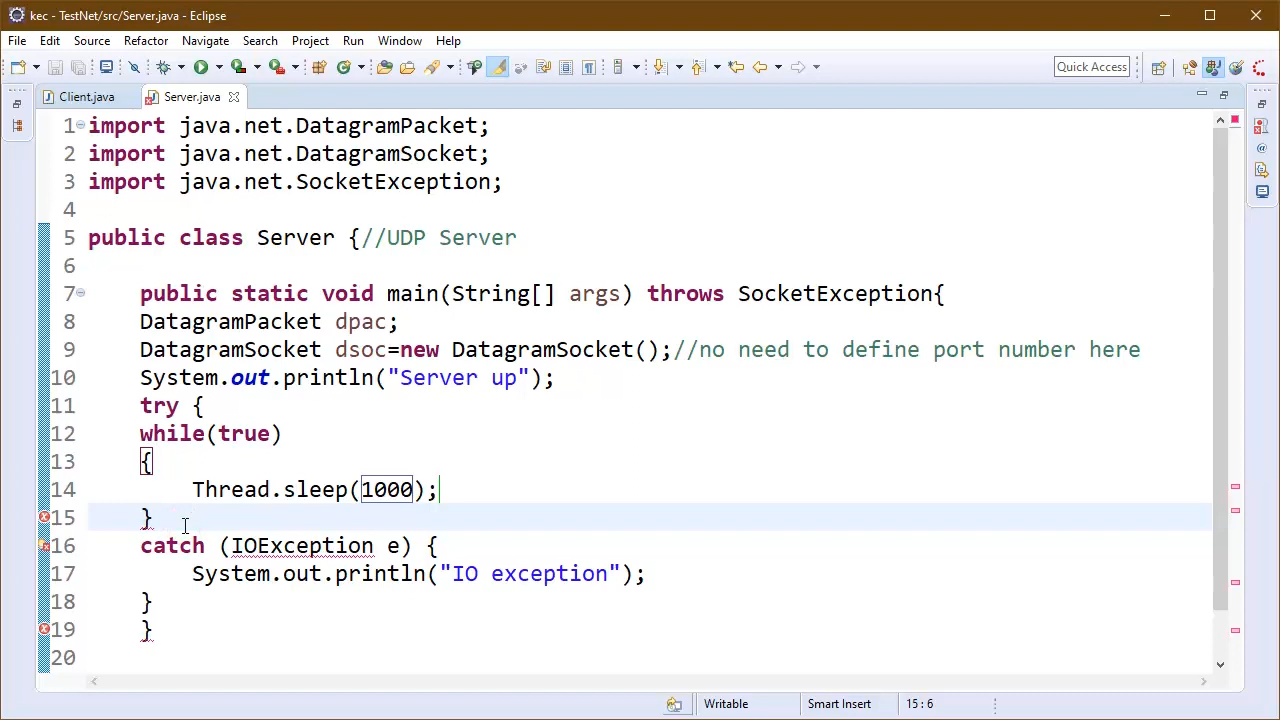 kec - TestNet/src/Server.java - Eclipse
File Edit Source Refactor Navigate Search Project Run Window Help
Quick Access
Client.java Server.java
1 import java.net.DatagramPacket;
2 import java.net.DatagramSocket;
3 import java.net.SocketException;
4
5 public class Server {//UDP Server
6
7 public static void main(String[] args) throws SocketException{
8 DatagramPacket dpac;
9 DatagramSocket dsoc=new DatagramSocket();//no need to define port number here
10 System.out.println("Server up");
11 try {
12 while(true)
13 {
14 Thread.sleep(1000);
15 }
16 catch (IOException e) {
17 System.out.println("IO exception");
18 }
19 }
20
Writable Smart Insert 15 : 6